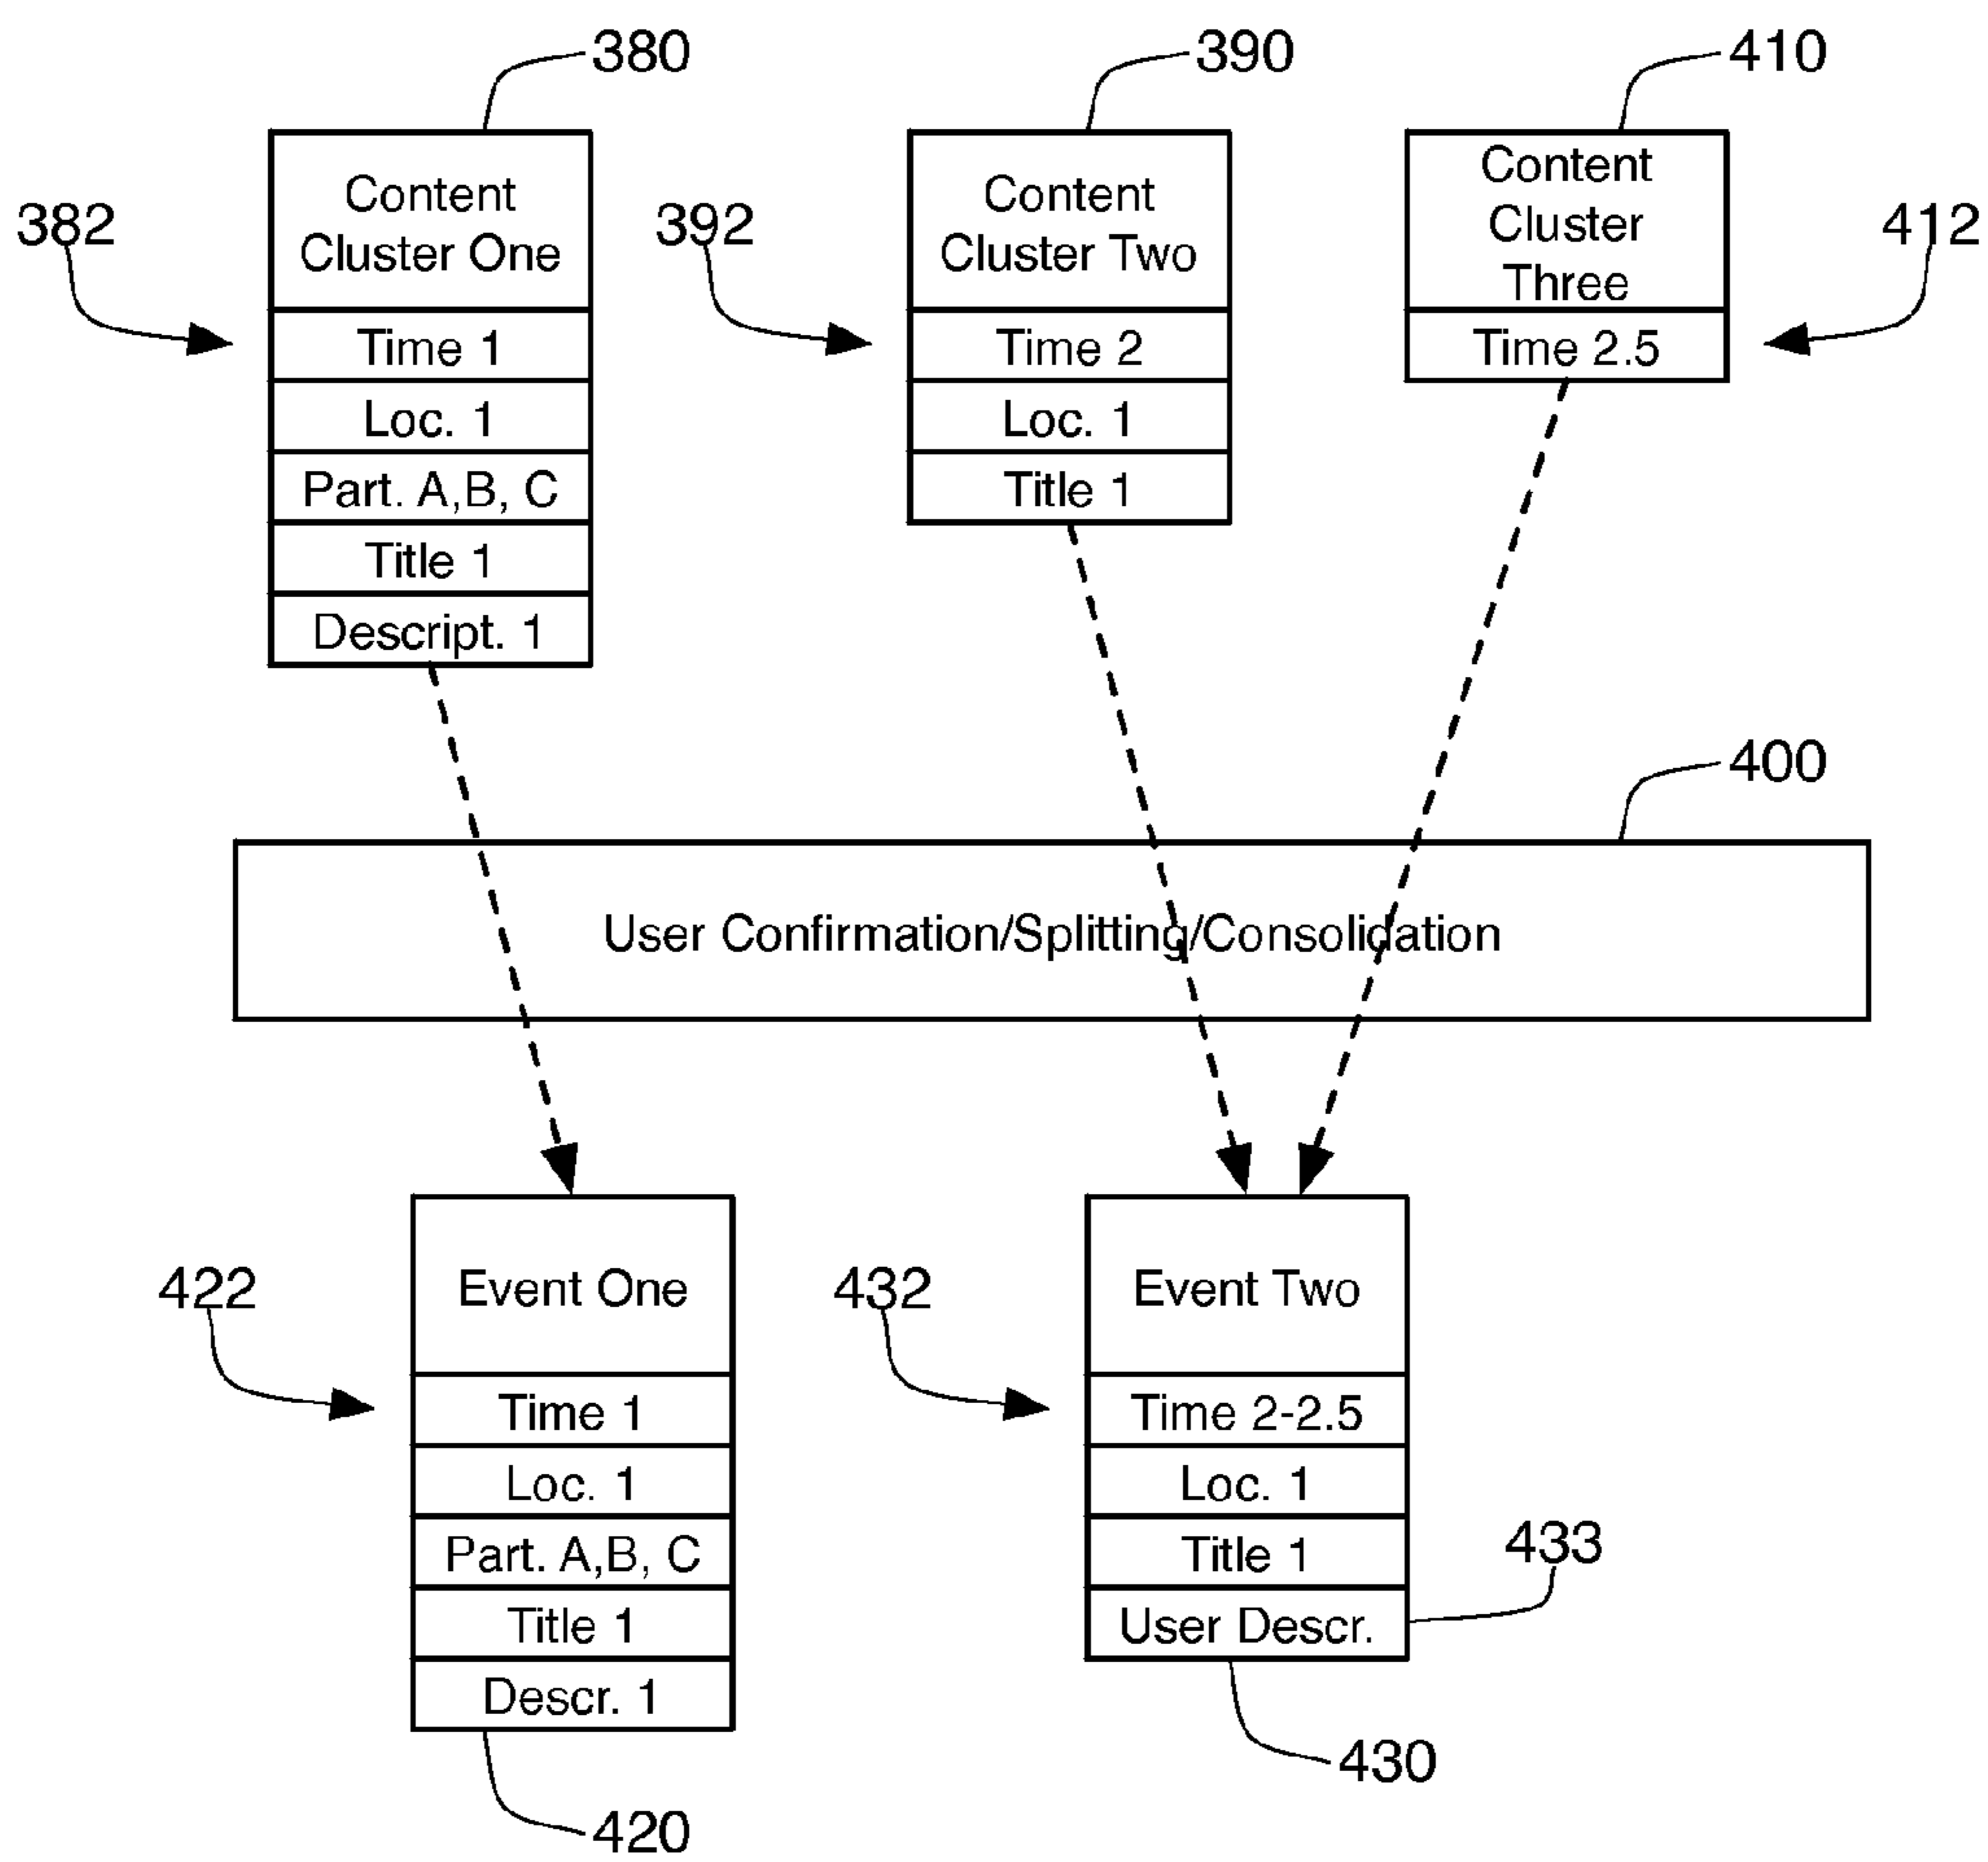 380
390
410
382
Content
Cluster One
Time 1
Loc. 1
Part. A,B, C
Title 1
Descript. 1
392
Content
Cluster Two
Time 2
Loc. 1
Title 1
Content
Cluster
Three
Time 2.5
412
400
User Confirmation/Splitting/Consolidation
422
Event One
Time 1
Loc. 1
Part. A,B, C
Title 1
Descr. 1
420
432
Event Two
Time 2-2.5
Loc. 1
Title 1
User Descr.
433
430